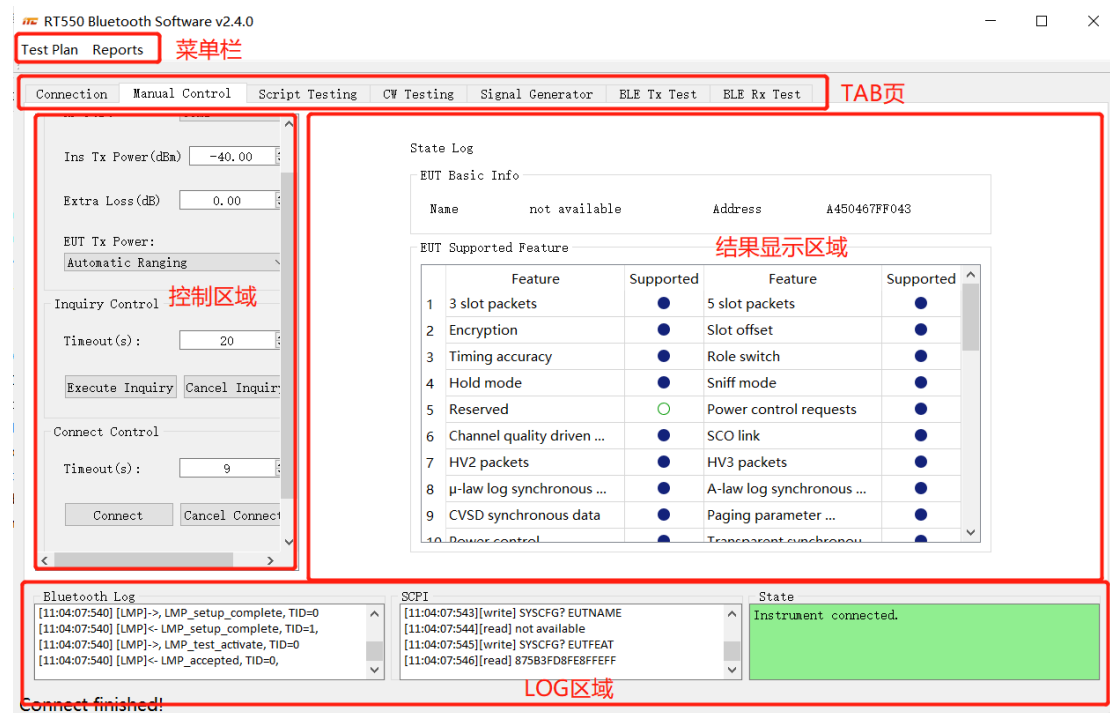 RT550 Bluetooth Software v2.4.0
Test Plan Reports 菜单栏
Connection Manual Control Script Testing CW Testing Signal Generator BLE Tx Test BLE Rx Test TAB页
Ins Tx Power(dBm) -40.00
Extra Loss(dB) 0.00
EUT Tx Power:
Automatic Ranging
控制区域
Inquiry Control
Timeout(s): 20
Execute Inquiry Cancel Inquiry
Connect Control
Timeout(s): 9
Connect Cancel Connect
State Log
EUT Basic Info
Name not available Address A450467FF043
EUT Supported Feature 结果显示区域
Feature Supported Feature Supported
1 3 slot packets 5 slot packets
2 Encryption Slot offset
3 Timing accuracy Role switch
4 Hold mode Sniff mode
5 Reserved Power control requests
6 Channel quality driven ... SCO link
7 HV2 packets HV3 packets
8 μ-law log synchronous ... A-law log synchronous ...
9 CVSD synchronous data Paging parameter ...
10 Power control Transparent synchronou
Bluetooth Log
[11:04:07:540] [LMP]->, LMP_setup_complete, TID=0
[11:04:07:540] [LMP]<- LMP_setup_complete, TID=1,
[11:04:07:540] [LMP]->, LMP_test_activate, TID=0
[11:04:07:540] [LMP]<- LMP_accepted, TID=0,
SCPI
[11:04:07:543][write] SYSCFG? EUTNAME
[11:04:07:544][read] not available
[11:04:07:545][write] SYSCFG? EUTFEAT
[11:04:07:546][read] 875B3FD8FE8FFEFF
State
Instrument connected.
LOG区域
Connect finished!